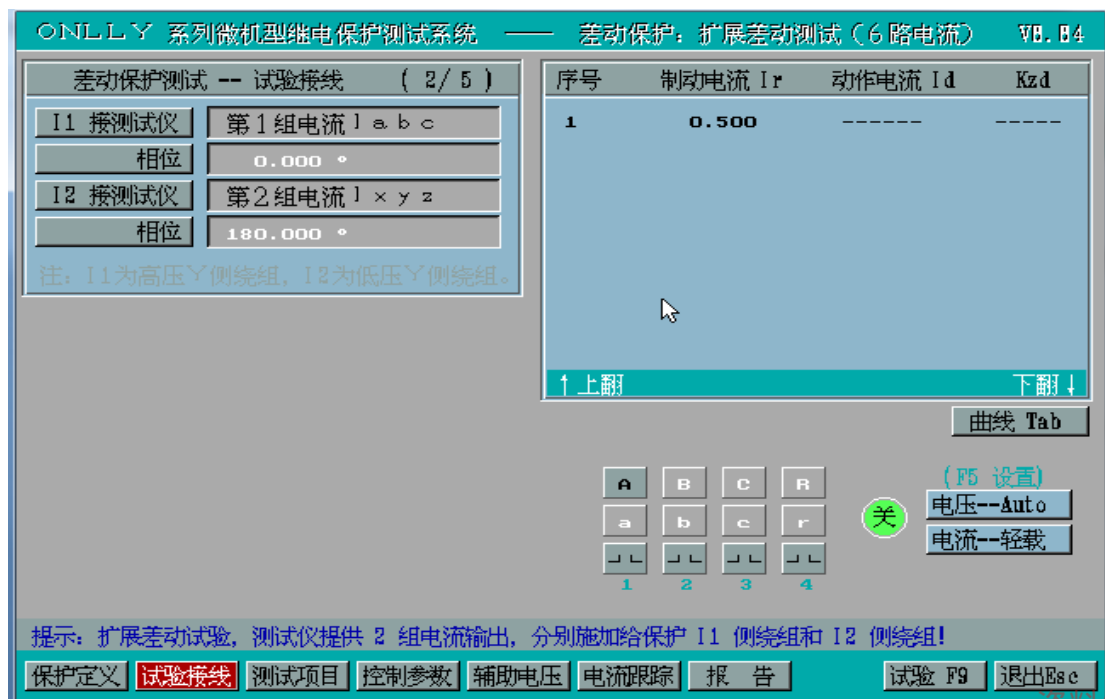 ONLLY 系列微机型继电保护测试系统 —— 差动保护：扩展差动测试（6路电流） V8.04
差动保护测试 -- 试验接线 ( 2/ 5 )
I1 接测试仪 第1组电流Iabc
相位 0.000 °
I2 接测试仪 第2组电流Ixyz
相位 180.000 °
注：I1为高压Y侧绕组，I2为低压Y侧绕组。
序号 制动电流 Ir 动作电流 Id Kzd
1 0.500 ------ -----
↑上翻 下翻↓
曲线 Tab
A B C R
a b c r
1 2 3 4
关
(F5 设置)
电压--Auto
电流--轻载
提示：扩展差动试验，测试仪提供 2 组电流输出，分别施加给保护 I1 侧绕组和 I2 侧绕组!
保护定义 试验接线 测试项目 控制参数 辅助电压 电流跟踪 报 告 试验 F9 退出Esc